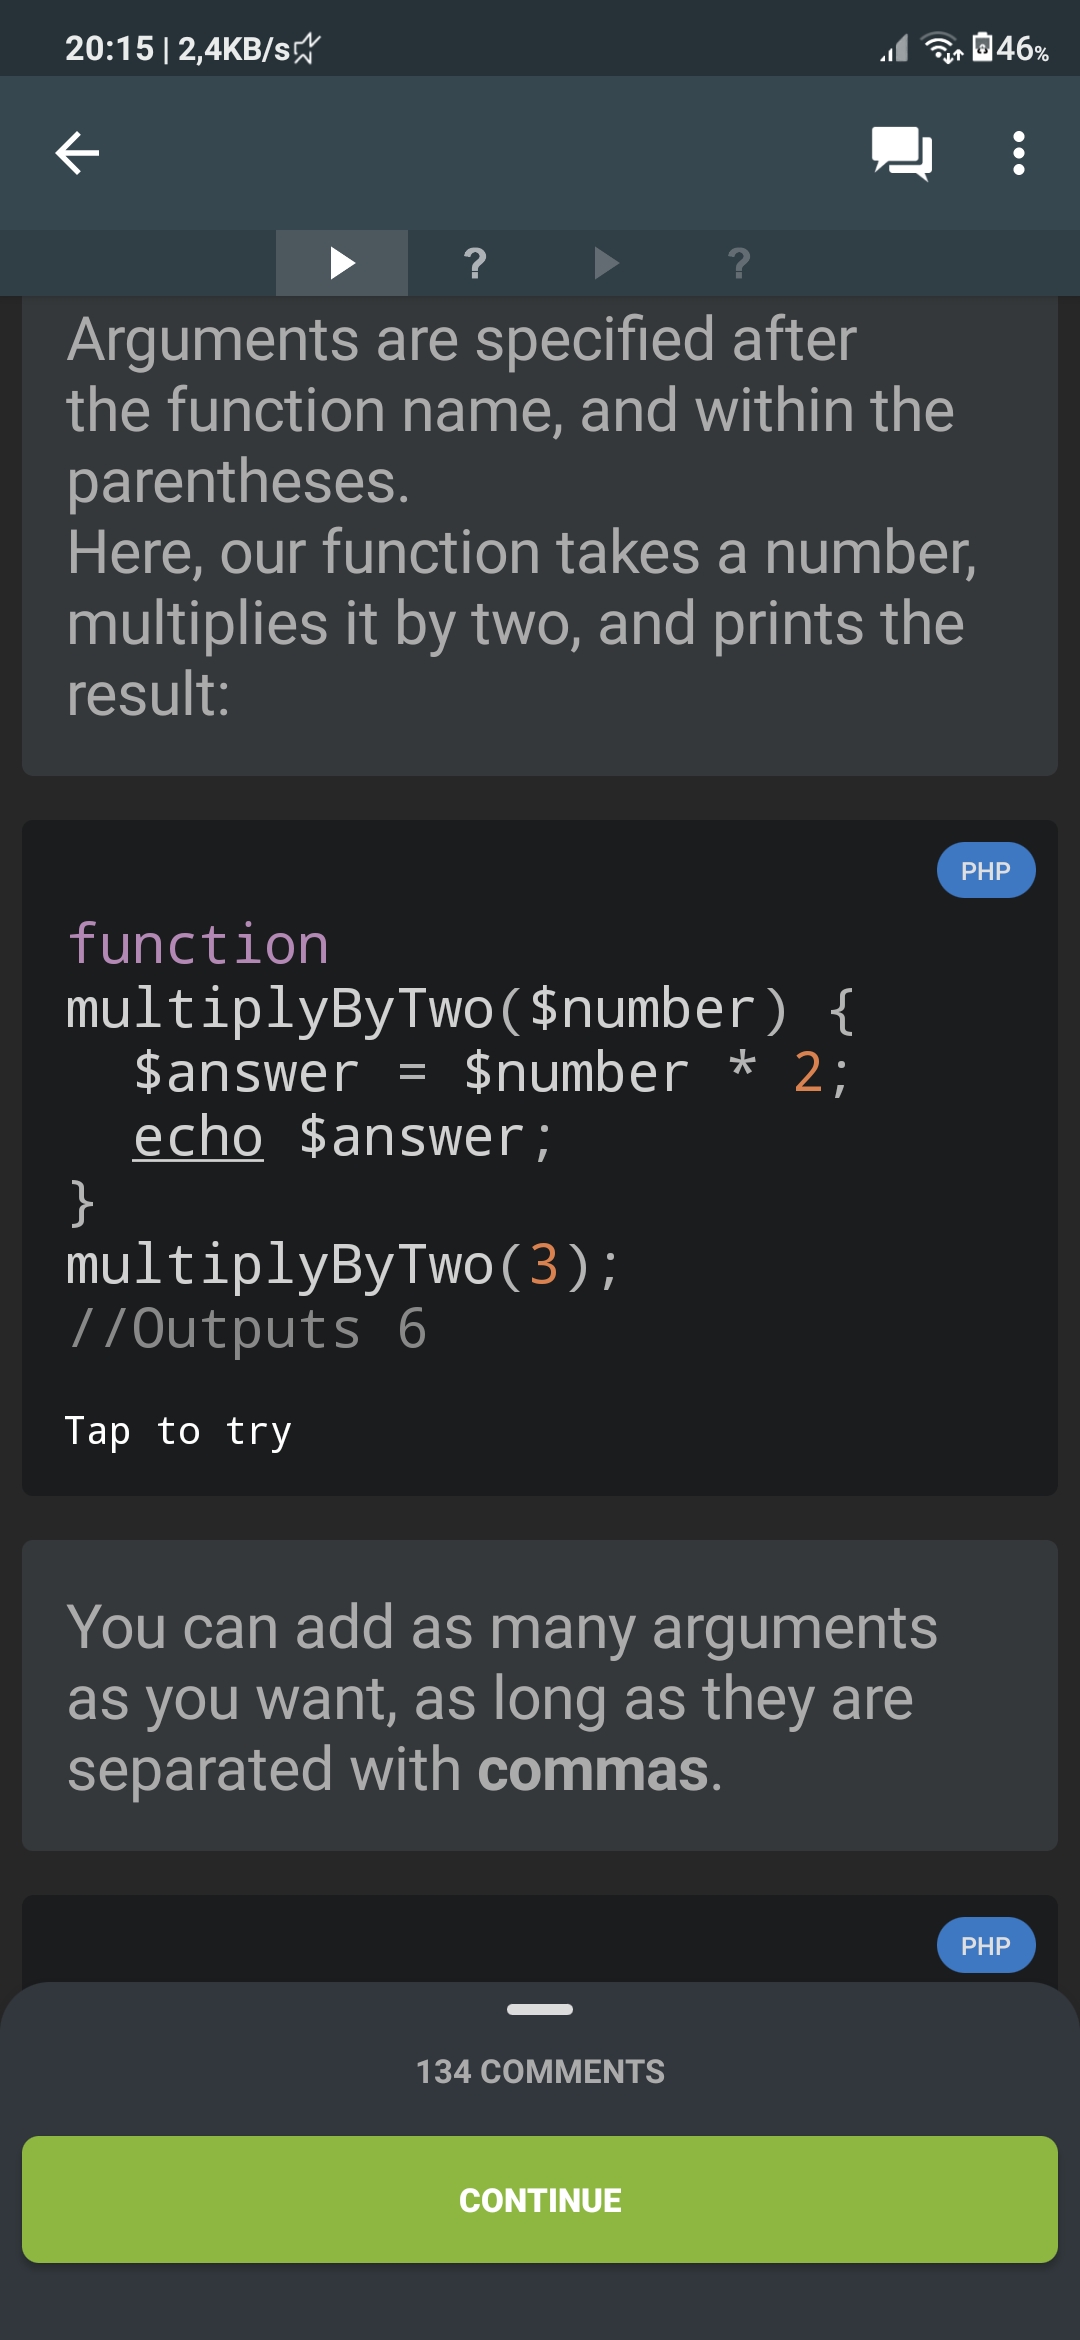 20:15 | 2,4KB/s
46%
?
?
Arguments are specified after
the function name, and within the
parentheses.
Here, our function takes a number,
multiplies it by two, and prints the
result:
PHP
function
multiplyByTwo($number) {
  $answer = $number * 2;
  echo $answer;
}
multiplyByTwo(3);
//Outputs 6
Tap to try
You can add as many arguments
as you want, as long as they are
separated with commas.
PHP
134 COMMENTS
CONTINUE